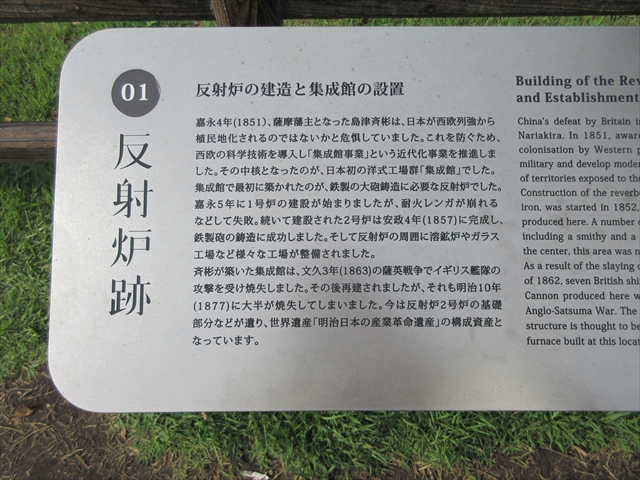 01
反射炉跡
反射炉の建造と集成館の設置
嘉永4年(1851)、薩摩藩主となった島津斉彬は、日本が西欧列強から
植民地化されるのではないかと危惧していました。これを防ぐため、
西欧の科学技術を導入し「集成館事業」という近代化事業を推進しま
した。その中核となったのが、日本初の洋式工場群「集成館」でした。
集成館で最初に築かれたのが、鉄製の大砲鋳造に必要な反射炉でした。
嘉永5年に1号炉の建設が始まりましたが、耐火レンガが崩れる
などして失敗。続いて建設された2号炉は安政4年(1857)に完成し、
鉄製砲の鋳造に成功しました。そして反射炉の周囲に溶鉱炉やガラス
工場など様々な工場が整備されました。
斉彬が築いた集成館は、文久3年(1863)の薩英戦争でイギリス艦隊の
攻撃を受け焼失しました。その後再建されましたが、それも明治10年
(1877)に大半が焼失してしまいました。今は反射炉2号炉の基礎
部分などが遺り、世界遺産「明治日本の産業革命遺産」の構成資産と
なっています。
Building of the Rev
and Establishment
China's defeat by Britain i
Nariakira. In 1851, awar
colonisation by Western p
military and develop moder
of territories exposed to the
Construction of the reverb
iron, was started in 1852,
produced here. A number o
including a smithy and a
the center, this area was n
As a result of the slaying o
of 1862, seven British shi
Cannon produced here w
Anglo-Satsuma War. The
structure is thought to be
furnace built at this locat